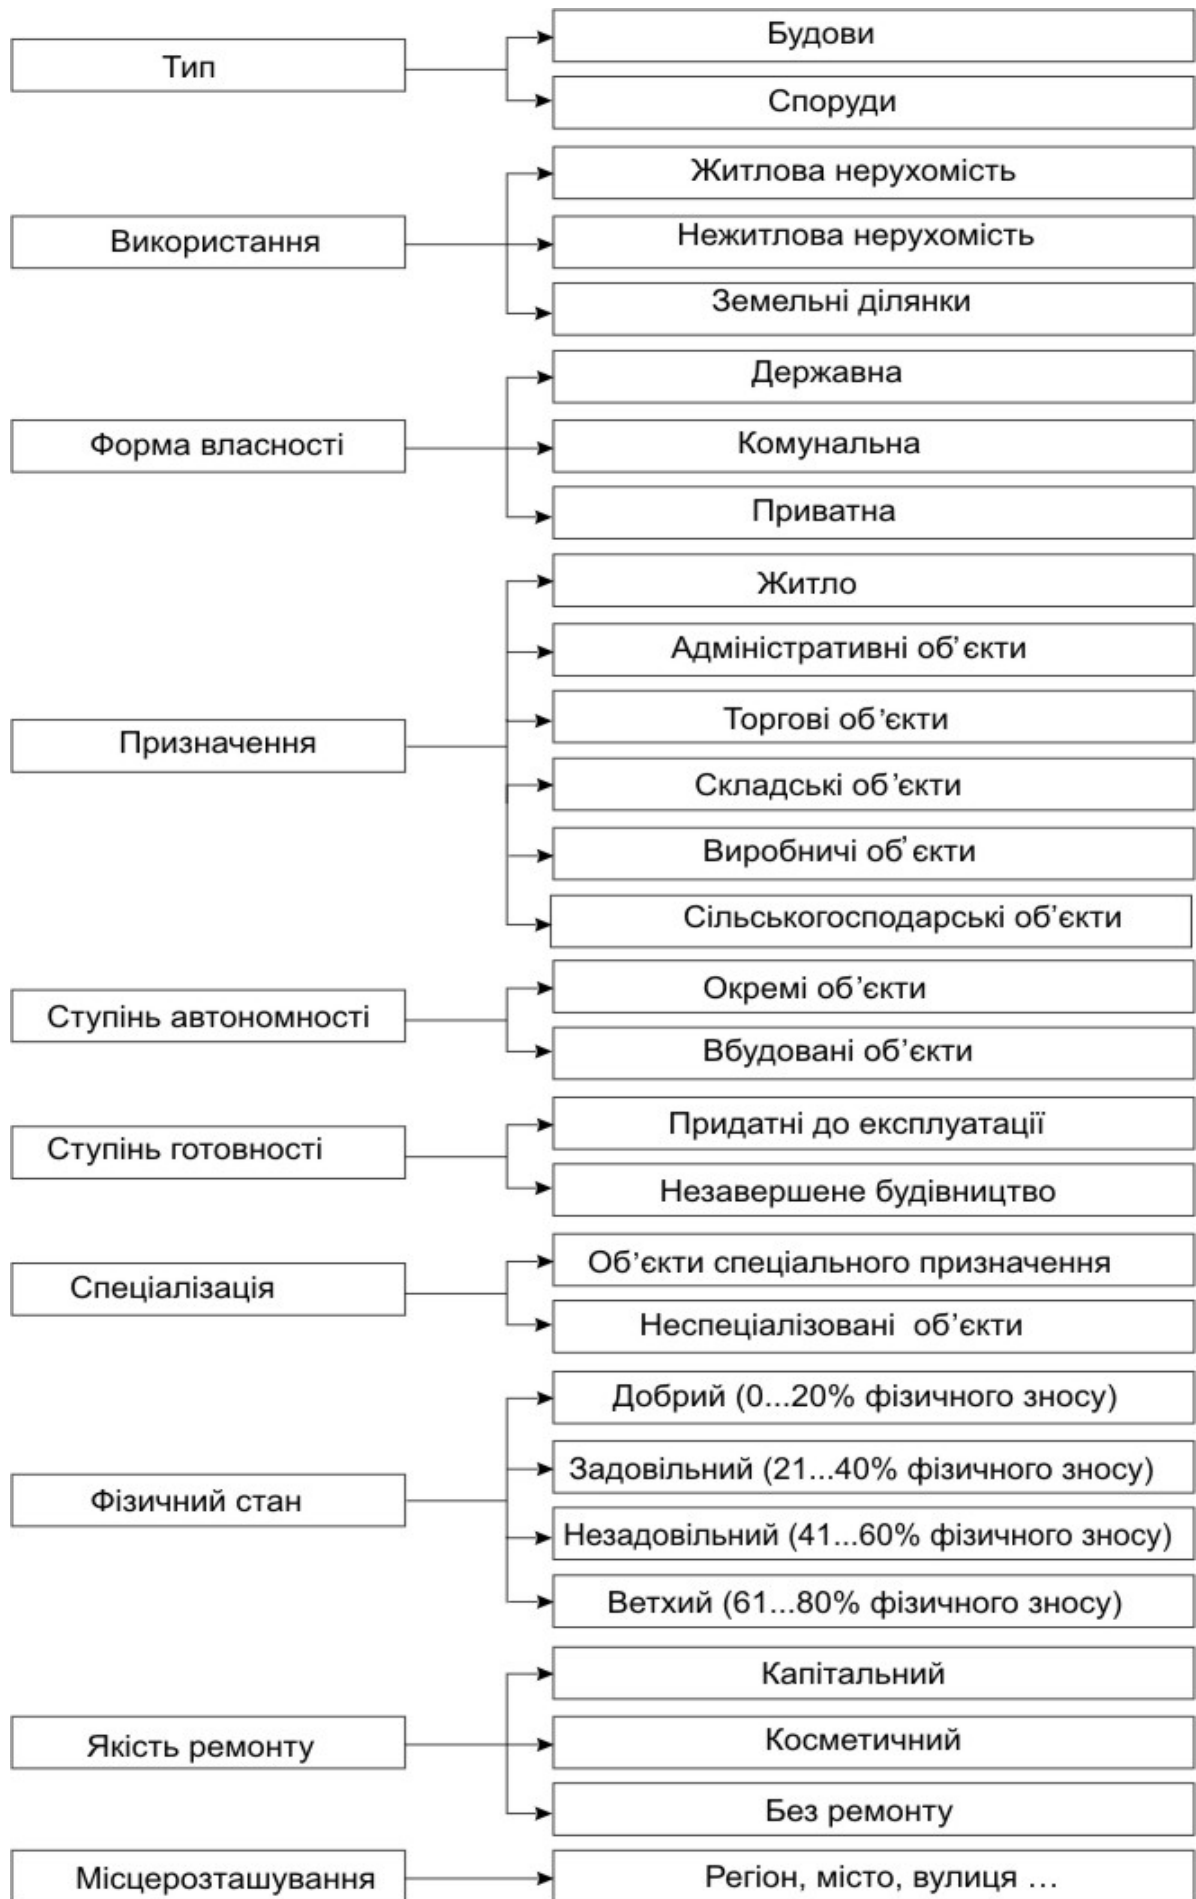 Тип
Будови
Споруди
Використання
Житлова нерухомість
Нежитлова нерухомість
Земельні ділянки
Форма власності
Державна
Комунальна
Приватна
Призначення
Житло
Адміністративні об’єкти
Торгові об’єкти
Складські об’єкти
Виробничі об’єкти
Сільськогосподарські об’єкти
Ступінь автономності
Окремі об’єкти
Вбудовані об’єкти
Ступінь готовності
Придатні до експлуатації
Незавершене будівництво
Спеціалізація
Об’єкти спеціального призначення
Неспеціалізовані об’єкти
Фізичний стан
Добрий (0...20% фізичного зносу)
Задовільний (21...40% фізичного зносу)
Незадовільний (41...60% фізичного зносу)
Ветхий (61...80% фізичного зносу)
Якість ремонту
Капітальний
Косметичний
Без ремонту
Місцерозташування
Регіон, місто, вулиця ...